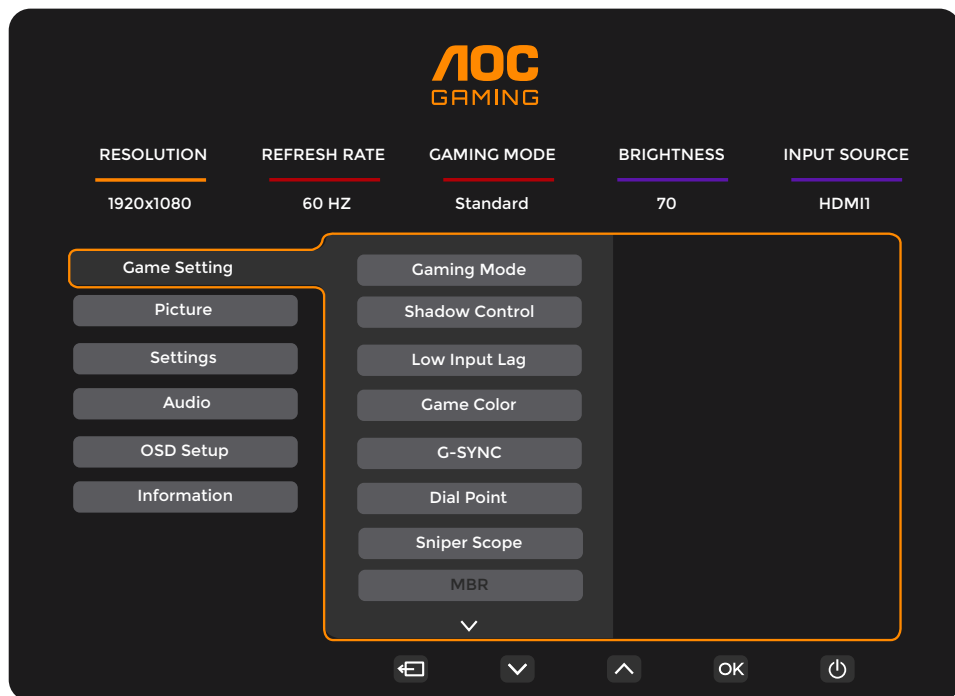 AOC
GAMING
RESOLUTION REFRESH RATE GAMING MODE BRIGHTNESS INPUT SOURCE
1920x1080 60 HZ Standard 70 HDMI1
Game Setting
Picture
Settings
Audio
OSD Setup
Information
Gaming Mode
Shadow Control
Low Input Lag
Game Color
G-SYNC
Dial Point
Sniper Scope
MBR
OK